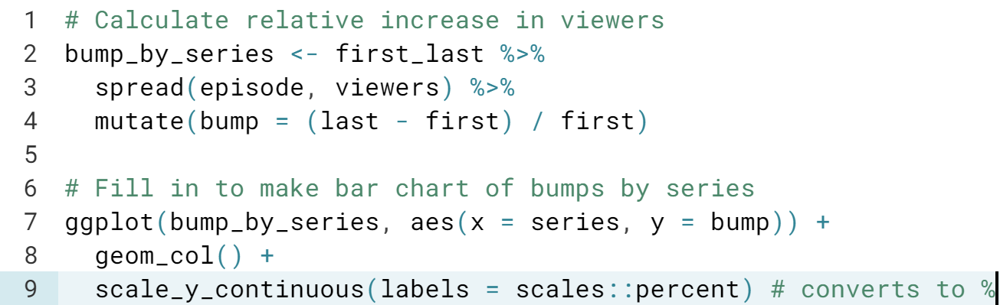 1 # Calculate relative increase in viewers
2 bump_by_series <- first_last %>%
3   spread(episode, viewers) %>%
4   mutate(bump = (last - first) / first)
5
6 # Fill in to make bar chart of bumps by series
7 ggplot(bump_by_series, aes(x = series, y = bump)) +
8   geom_col() +
9   scale_y_continuous(labels = scales::percent) # converts to %